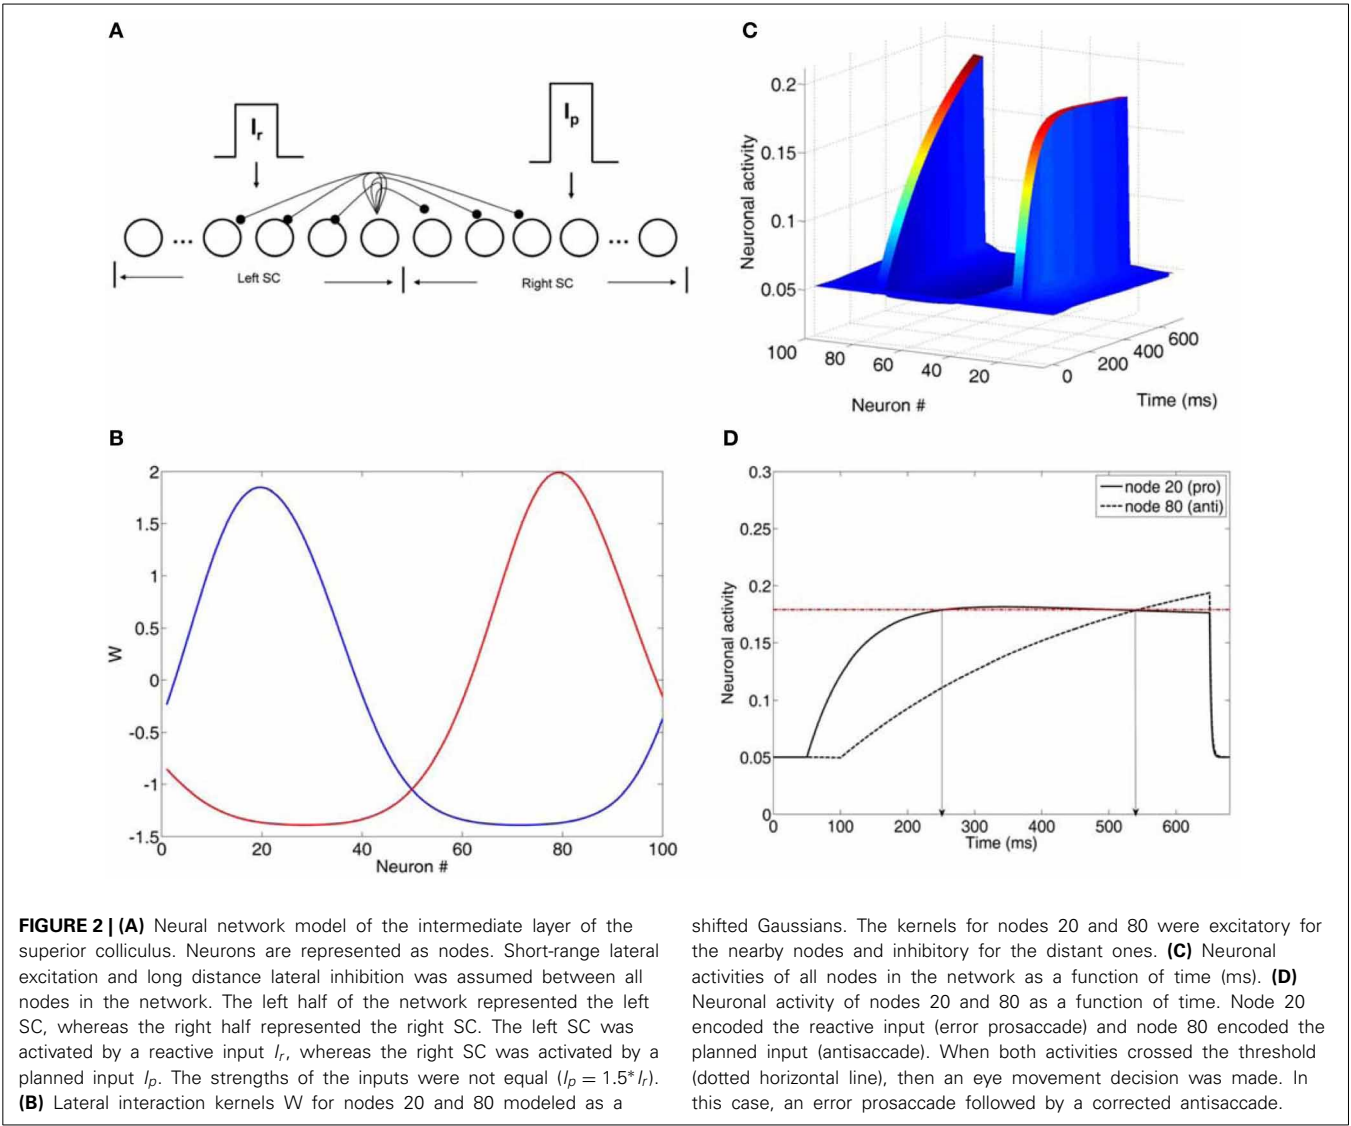 A
I_r
I_p
Left SC
Right SC
B
2
1.5
1
0.5
0
-0.5
-1
-1.5
W
0
20
40
60
80
100
Neuron #
C
0.2
0.15
0.1
0.05
Neuronal activity
100
80
60
40
20
Neuron #
0
200
400
600
Time (ms)
D
0.3
0.25
0.2
0.15
0.1
0.05
0
Neuronal activity
node 20 (pro)
node 80 (anti)
0
100
200
300
400
500
600
Time (ms)
FIGURE 2 | (A) Neural network model of the intermediate layer of the
superior colliculus. Neurons are represented as nodes. Short-range lateral
excitation and long distance lateral inhibition was assumed between all
nodes in the network. The left half of the network represented the left
SC, whereas the right half represented the right SC. The left SC was
activated by a reactive input I_r, whereas the right SC was activated by a
planned input I_p. The strengths of the inputs were not equal (I_p = 1.5*I_r).
(B) Lateral interaction kernels W for nodes 20 and 80 modeled as a
shifted Gaussians. The kernels for nodes 20 and 80 were excitatory for
the nearby nodes and inhibitory for the distant ones. (C) Neuronal
activities of all nodes in the network as a function of time (ms). (D)
Neuronal activity of nodes 20 and 80 as a function of time. Node 20
encoded the reactive input (error prosaccade) and node 80 encoded the
planned input (antisaccade). When both activities crossed the threshold
(dotted horizontal line), then an eye movement decision was made. In
this case, an error prosaccade followed by a corrected antisaccade.